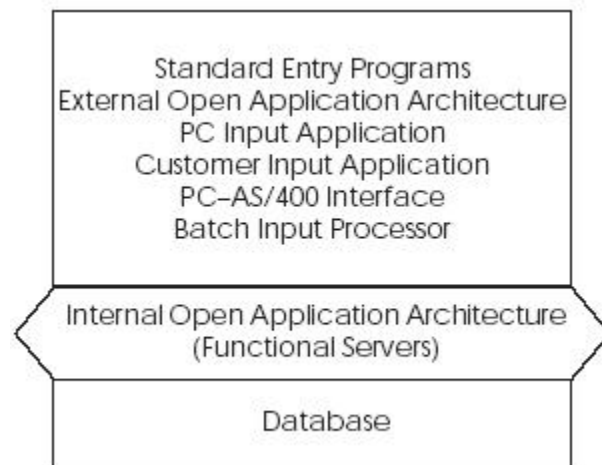 Standard Entry Programs
External Open Application Architecture
PC Input Application
Customer Input Application
PC–AS/400 Interface
Batch Input Processor
Internal Open Application Architecture
(Functional Servers)
Database